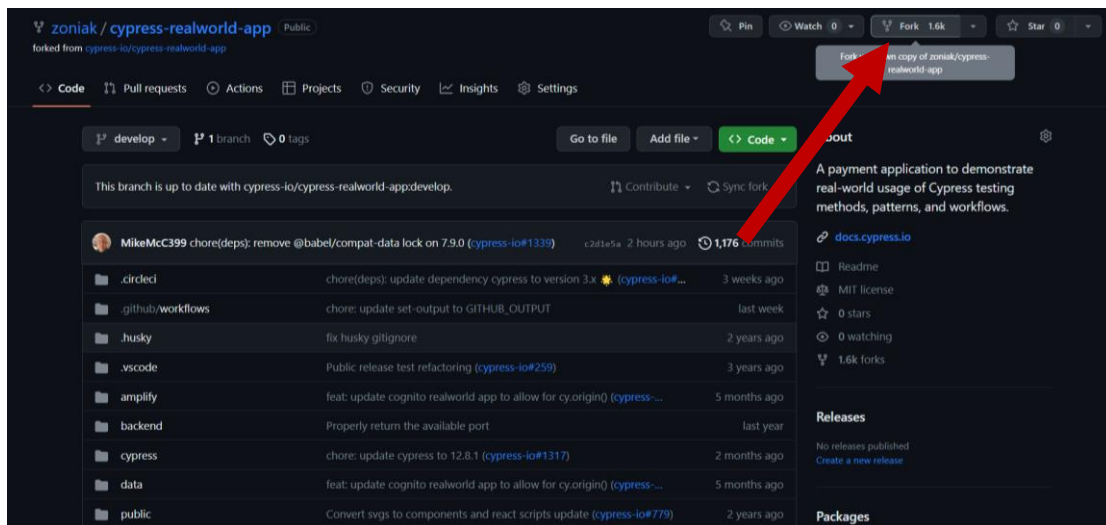 zoniak / cypress-realworld-app Public
Pin Watch 0 Fork 1.6k Star 0
forked from cypress-io/cypress-realworld-app
Fork own copy of zoniak/cypress-
realworld-app
Code Pull requests Actions Projects Security Insights Settings
develop 1 branch 0 tags Go to file Add file Code
This branch is up to date with cypress-io/cypress-realworld-app:develop. Contribute Sync fork
MikeMcC399 chore(deps): remove @babel/compat-data lock on 7.9.0 (cypress-io#1339) c2d1e5a 2 hours ago 1,176 commits
.circleci chore(deps): update dependency cypress to version 3.x 🌟 (cypress-io#... 3 weeks ago
.github/workflows chore: update set-output to GITHUB_OUTPUT last week
.husky fix husky gitignore 2 years ago
.vscode Public release test refactoring (cypress-io#259) 3 years ago
amplify feat: update cognito realworld app to allow for cy.origin() (cypress-... 5 months ago
backend Properly return the available port last year
cypress chore: update cypress to 12.8.1 (cypress-io#1317) 2 months ago
data feat: update cognito realworld app to allow for cy.origin() (cypress-... 5 months ago
public Convert svgs to components and react scripts update (cypress-io#779) 2 years ago
About
A payment application to demonstrate
real-world usage of Cypress testing
methods, patterns, and workflows.
docs.cypress.io
Readme
MIT license
0 stars
0 watching
1.6k forks
Releases
No releases published
Create a new release
Packages